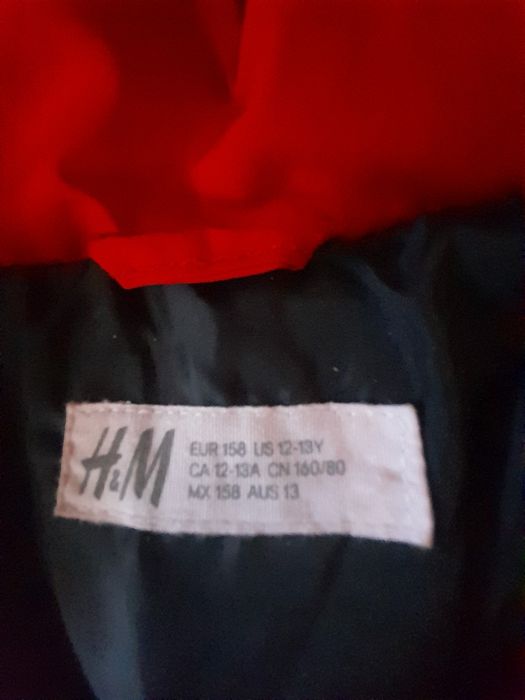 H&M
EUR 158 US 12-13Y
CA 12-13A CN 160/80
MX 158 AUS 13